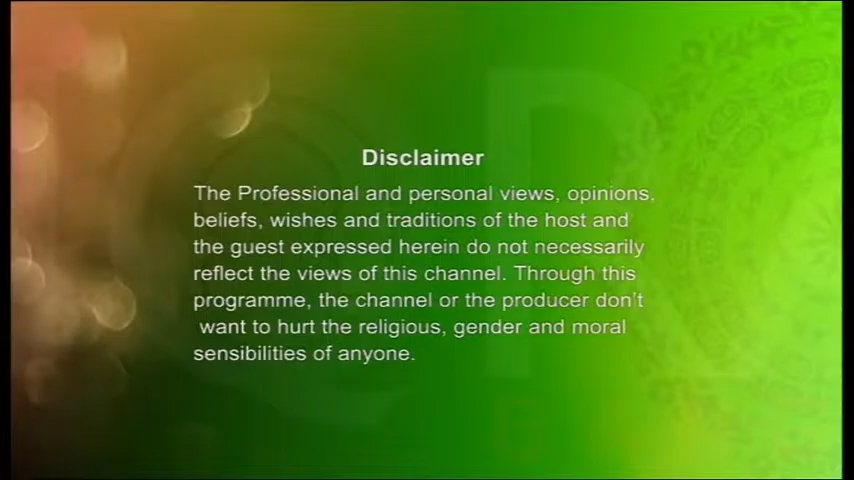 Disclaimer
The Professional and personal views, opinions,
beliefs, wishes and traditions of the host and
the guest expressed herein do not necessarily
reflect the views of this channel. Through this
programme, the channel or the producer don't
want to hurt the religious, gender and moral
sensibilities of anyone.